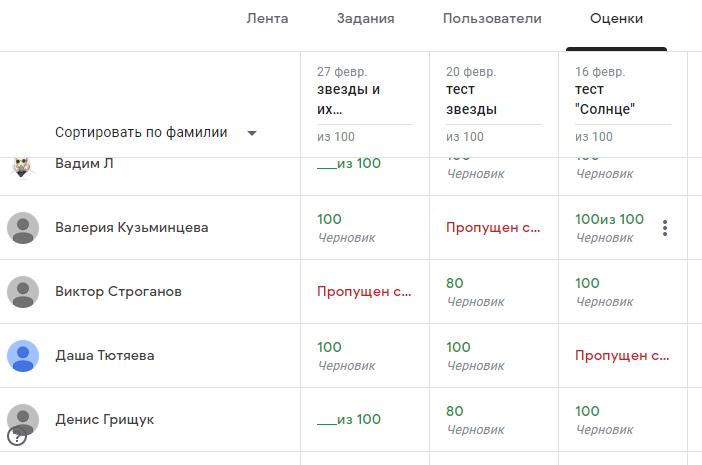 Лента Задания Пользователи Оценки
27 февр. 20 февр. 16 февр.
звезды и тест тест
их... звезды "Солнце"
Сортировать по фамилии из 100 из 100 из 100
Вадим Л ___из 100 100 100
Черновик Черновик
Валерия Кузьминцева 100 Пропущен с... 100из 100
Черновик Черновик
Виктор Строганов Пропущен с... 80 100
Черновик Черновик
Даша Тютяева 100 100 Пропущен с...
Черновик Черновик
Денис Грищук ___из 100 80 100
Черновик Черновик
?